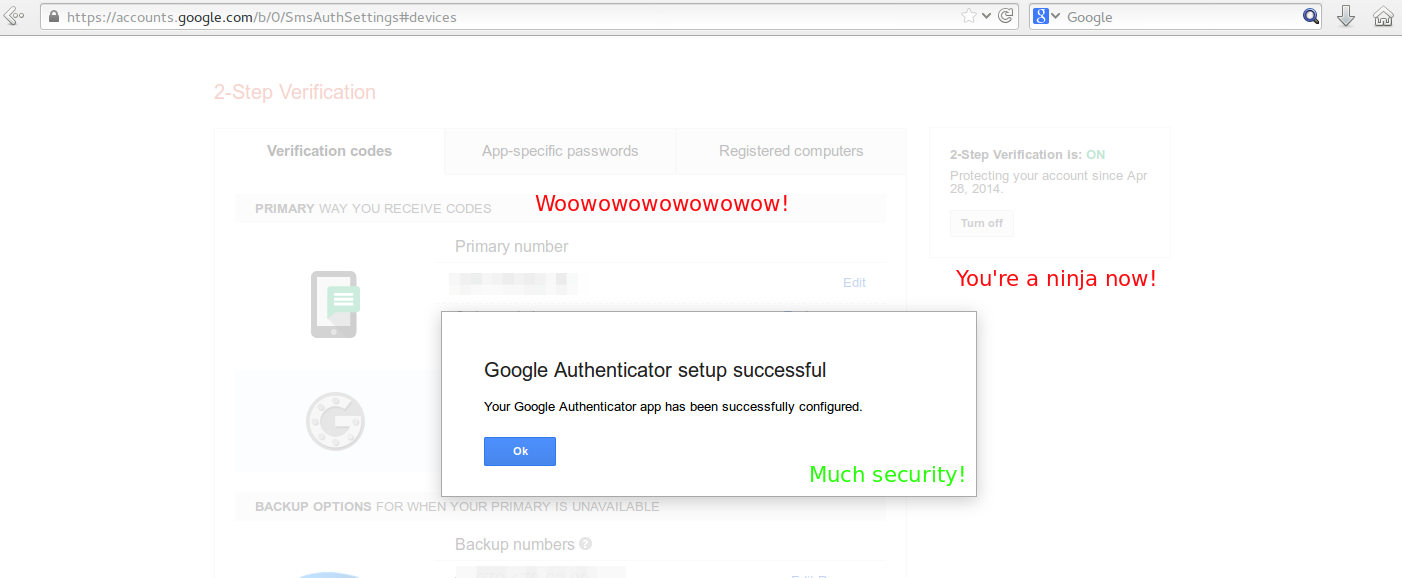 https://accounts.google.com/b/0/SmsAuthSettings#devices
8 Google
2-Step Verification
Verification codes
App-specific passwords
Registered computers
2-Step Verification is: ON
Protecting your account since Apr
28, 2014.
Turn off
PRIMARY WAY YOU RECEIVE CODES
Woowowowowowowow!
You're a ninja now!
Primary number
Edit
Google Authenticator setup successful
Your Google Authenticator app has been successfully configured.
Ok
Much security!
BACKUP OPTIONS FOR WHEN YOUR PRIMARY IS UNAVAILABLE
Backup numbers ?
Edit